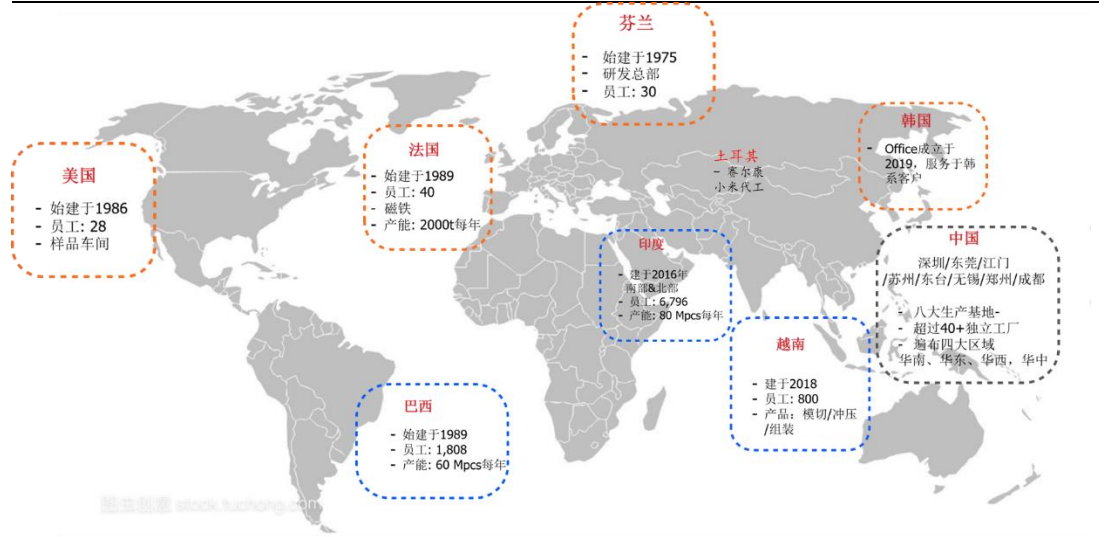 芬兰
- 始建于1975
- 研发总部
- 员工: 30
韩国
- Office成立于
2019，服务于韩
系客户
法国
- 始建于1989
- 员工: 40
- 磁铁
- 产能: 2000t每年
土耳其
- 赛尔康
小米代工
美国
- 始建于1986
- 员工: 28
- 样品车间
印度
- 建于2016年
南部&北部
- 员工: 6,796
- 产能: 80 Mpcs每年
中国
深圳/东莞/江门
/苏州/东台/无锡/郑州/成都
- 八大生产基地-
- 超过40+独立工厂
- 遍布四大区域
华南、华东、华西，华中
越南
- 建于2018
- 员工: 800
- 产品：模切/冲压
/组装
巴西
- 始建于1989
- 员工: 1,808
- 产能: 60 Mpcs每年
图虫创意 stock.tuchong.com